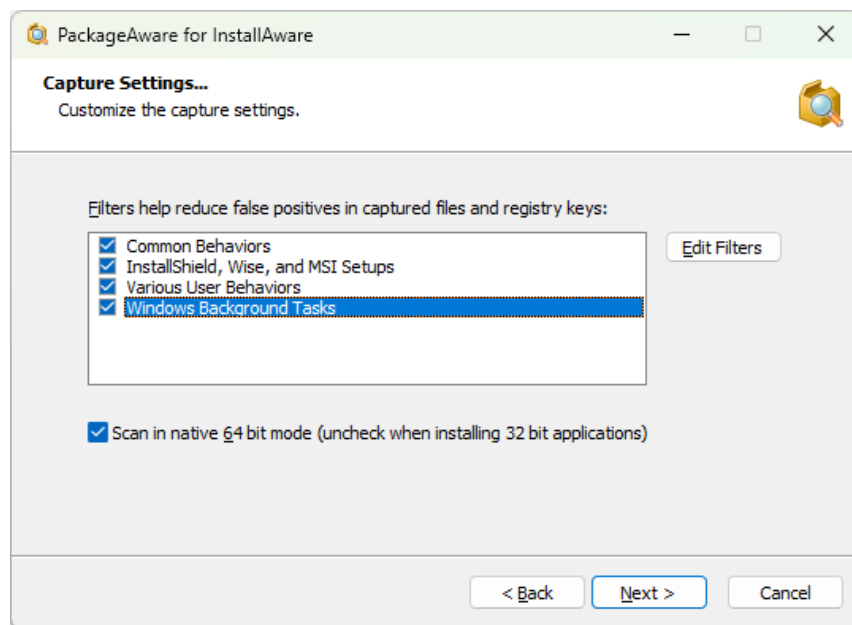 PackageAware for InstallAware
Capture Settings...
Customize the capture settings.
Filters help reduce false positives in captured files and registry keys:
Common Behaviors
Edit Filters
InstallShield, Wise, and MSI Setups
Various User Behaviors
Windows Background Tasks
Scan in native 64 bit mode (uncheck when installing 32 bit applications)
< Back
Next >
Cancel